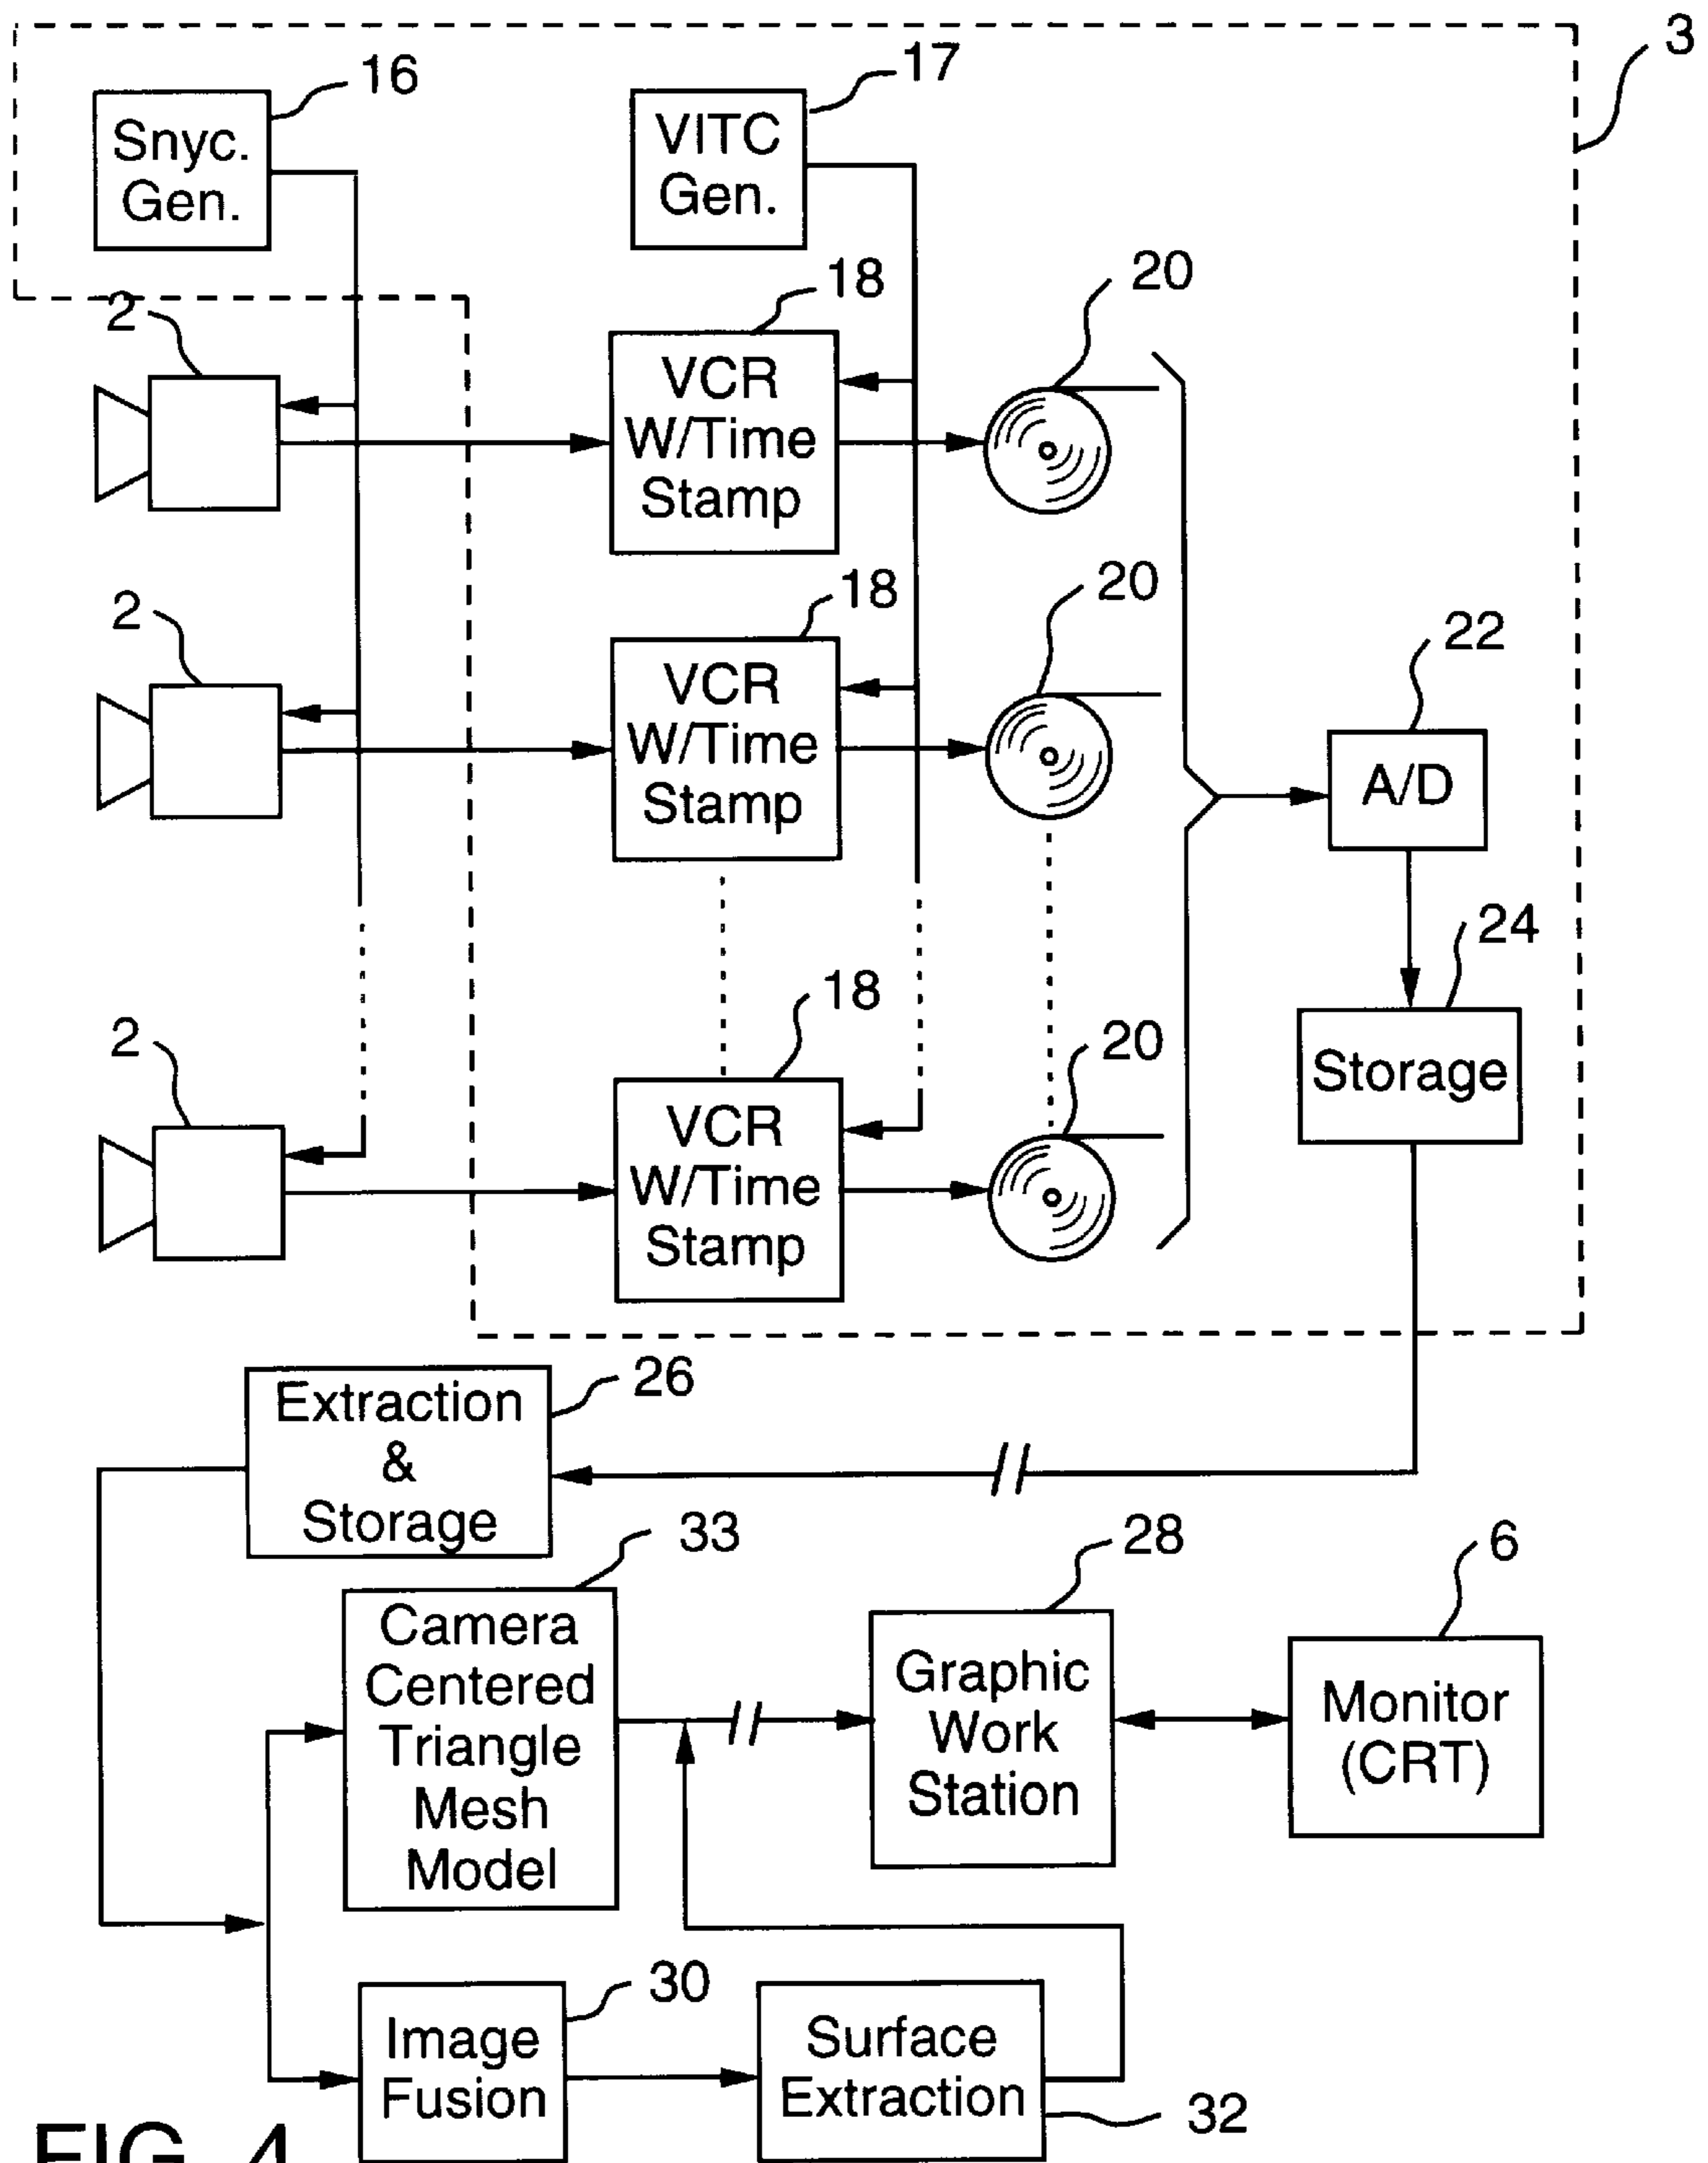 3
16
17
Snyc.
Gen.
VITC
Gen.
2
18
20
VCR
W/Time
Stamp
2
18
20
VCR
W/Time
Stamp
22
A/D
24
2
18
20
Storage
VCR
W/Time
Stamp
26
Extraction
&
Storage
33
28
6
Camera
Centered
Triangle
Mesh
Model
Graphic
Work
Station
Monitor
(CRT)
30
Image
Fusion
Surface
Extraction
32
FIG. 4